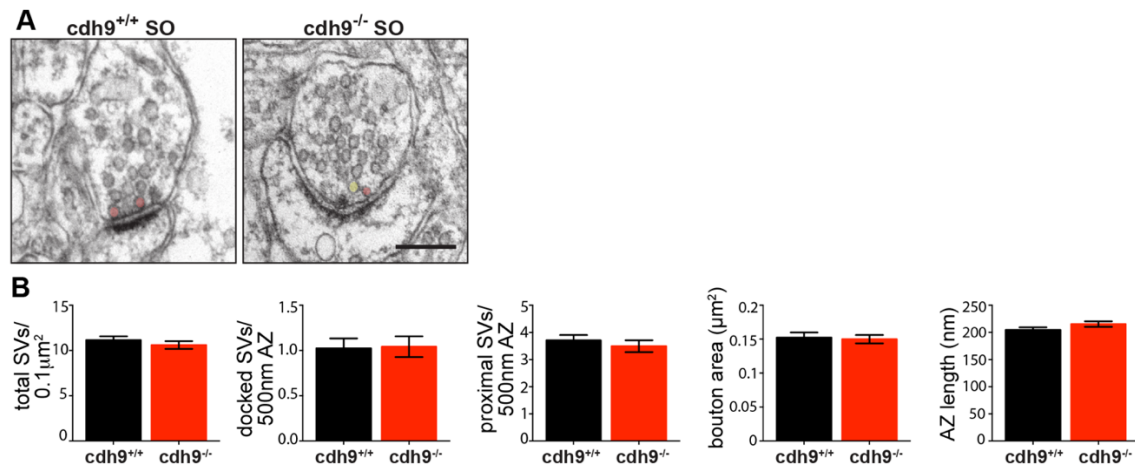 A
cdh9+/+ SO
cdh9-/- SO
B
total SVs/
0.1µm²
15
10
5
0
cdh9+/+
cdh9-/-
docked SVs/
500nm AZ
1.5
1.0
0.5
0.0
cdh9+/+
cdh9-/-
proximal SVs/
500nm AZ
5
4
3
2
1
0
cdh9+/+
cdh9-/-
bouton area (µm²)
0.2
0.15
0.1
0.05
0
cdh9+/+
cdh9-/-
AZ length (nm)
250
200
150
100
50
0
cdh9+/+
cdh9-/-